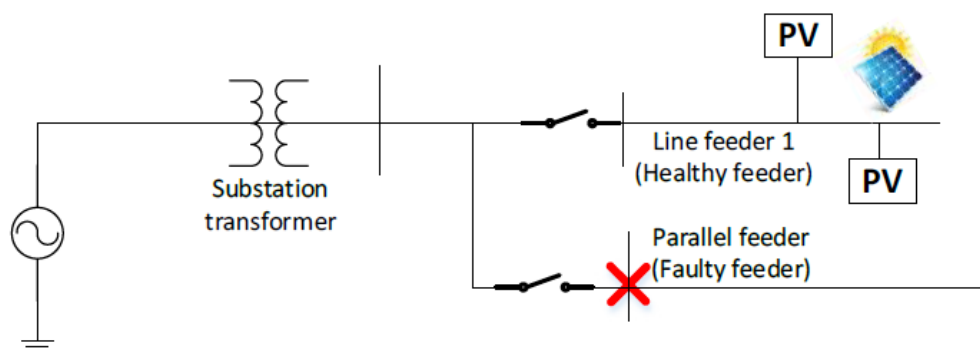 PV
Line feeder 1
(Healthy feeder)
PV
Substation
transformer
Parallel feeder
(Faulty feeder)